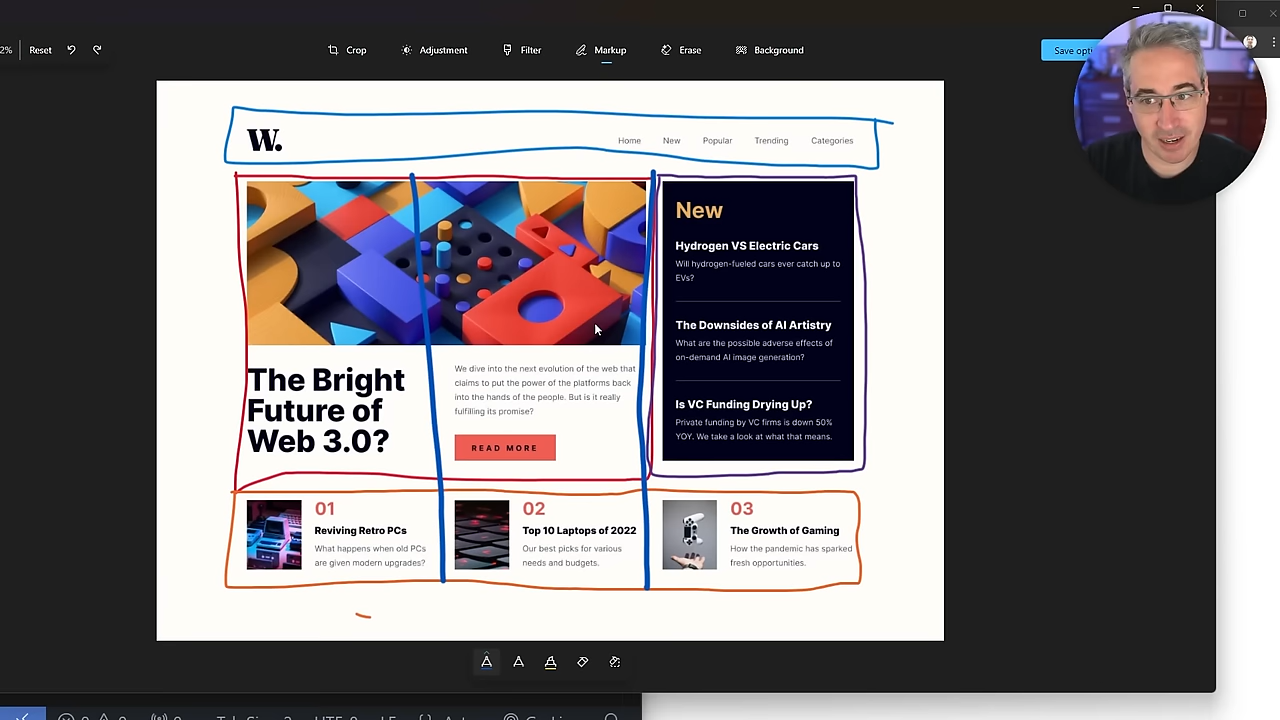 2%
Reset
Crop
Adjustment
Filter
Markup
Erase
Background
W.
Home
New
Popular
Trending
Categories
New
Hydrogen VS Electric Cars
Will hydrogen-fueled cars ever catch up to
EVs?
The Downsides of AI Artistry
What are the possible adverse effects of
on-demand AI image generation?
Is VC Funding Drying Up?
Private funding by VC firms is down 50%
YOY. We take a look at what that means.
The Bright
Future of
Web 3.0?
We dive into the next evolution of the web that
claims to put the power of the platforms back
into the hands of the people. But is it really
fulfilling its promise?
READ MORE
01
Reviving Retro PCs
What happens when old PCs
are given modern upgrades?
02
Top 10 Laptops of 2022
Our best picks for various
needs and budgets.
03
The Growth of Gaming
How the pandemic has sparked
fresh opportunities.